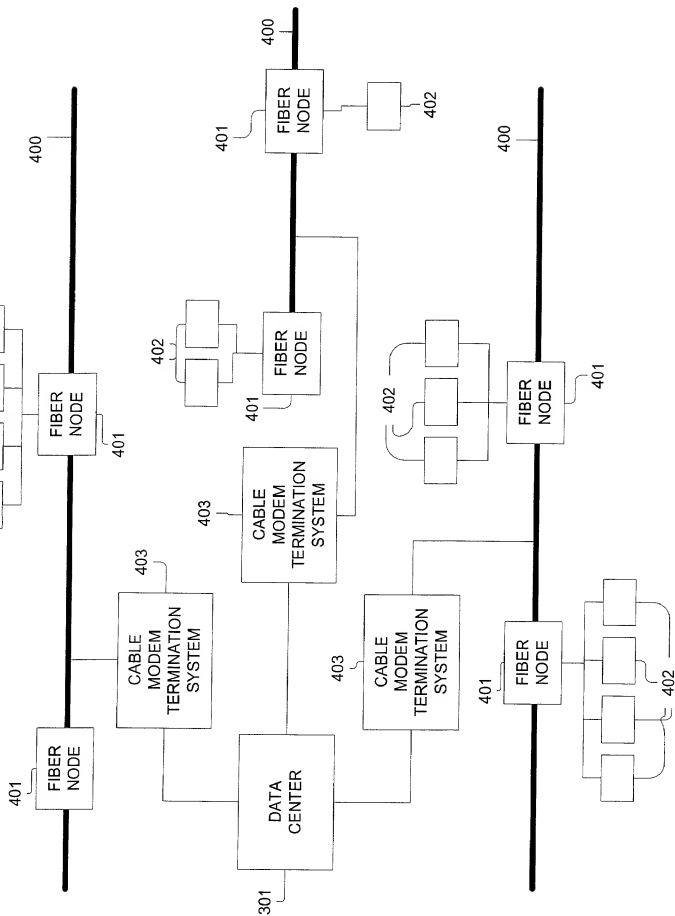 400
FIBER
NODE
401
402
401
FIBER
NODE
400
402
FIBER
NODE
401
400
402
FIBER
NODE
401
403
CABLE
MODEM
TERMINATION
SYSTEM
403
CABLE
MODEM
TERMINATION
SYSTEM
403
CABLE
MODEM
TERMINATION
SYSTEM
401
FIBER
NODE
402
401
FIBER
NODE
DATA
CENTER
301